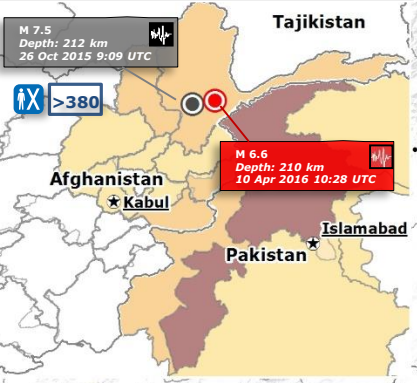 Tajikistan
M 7.5
Depth: 212 km
26 Oct 2015 9:09 UTC
>380
M 6.6
Depth: 210 km
10 Apr 2016 10:28 UTC
Afghanistan
Kabul
Islamabad
Pakistan